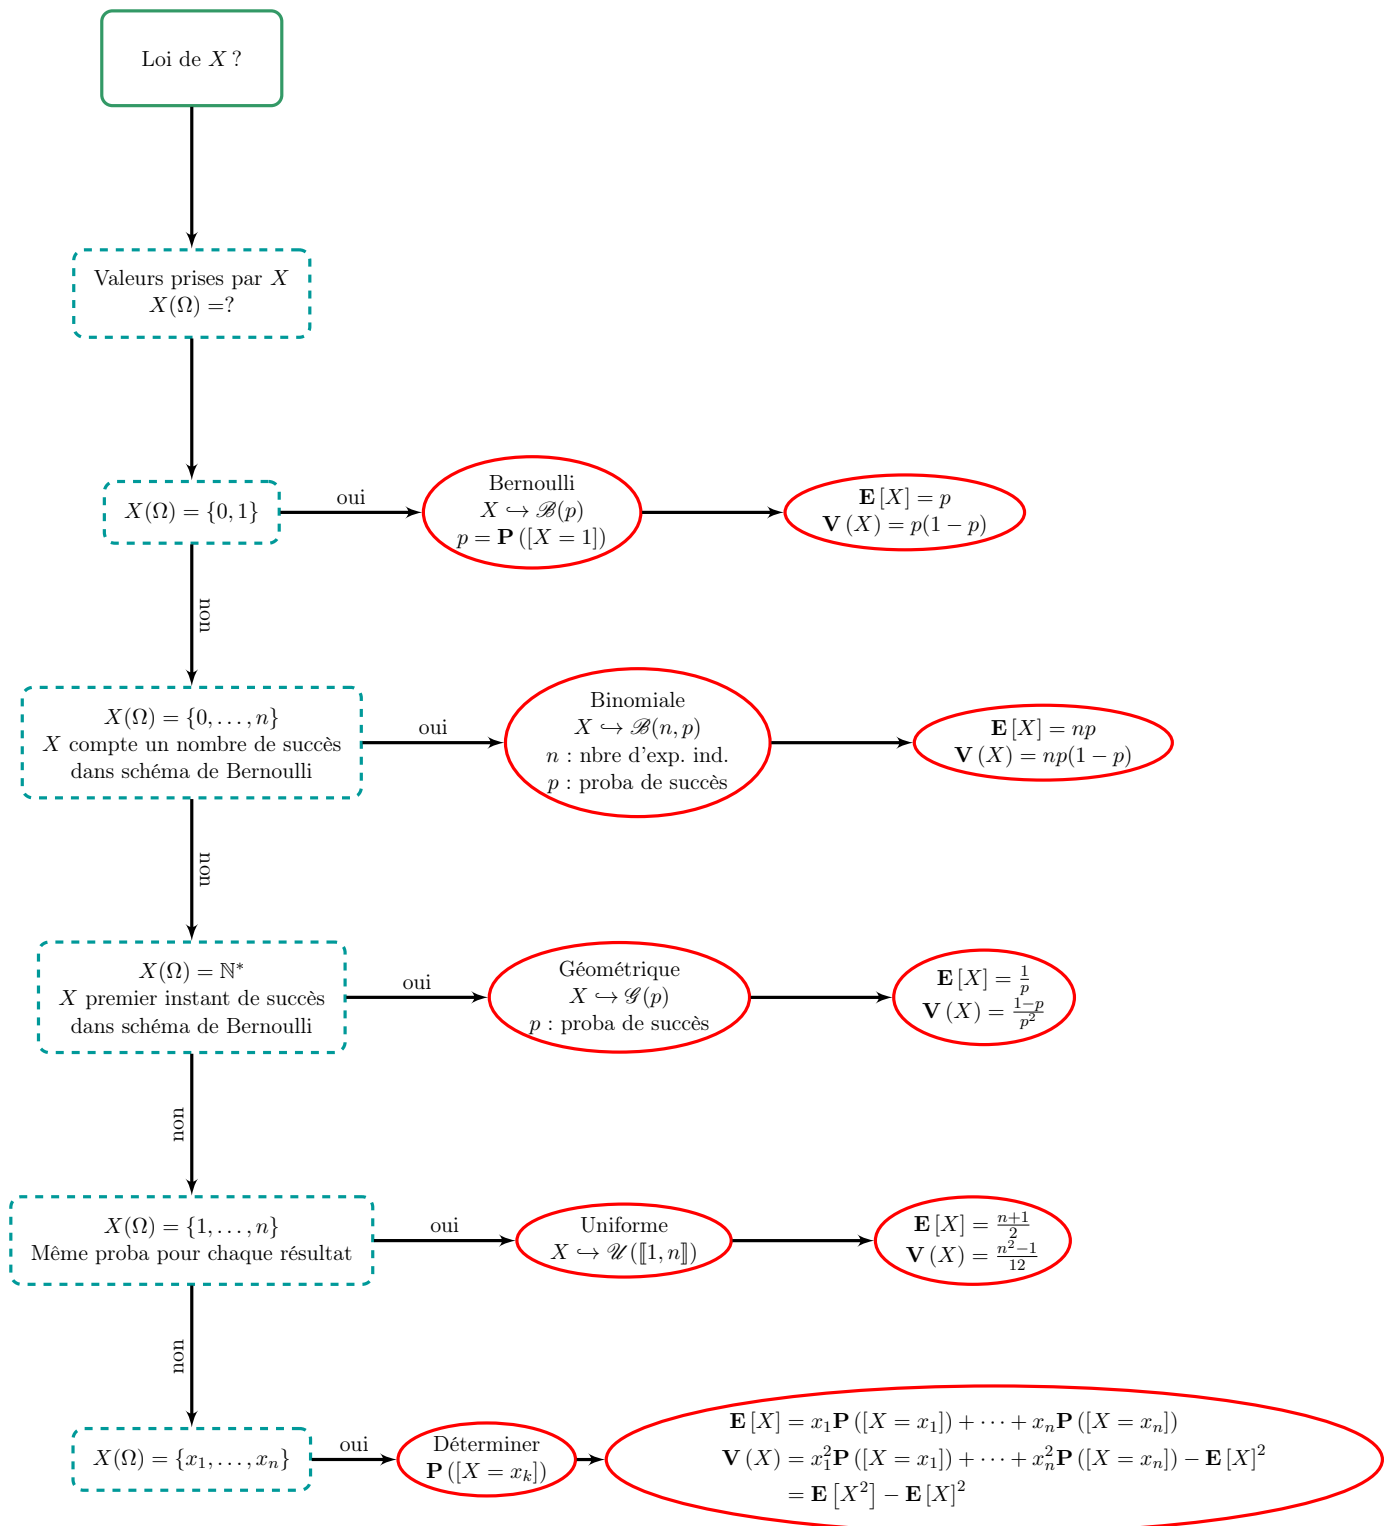 Loi de X ?
Valeurs prises par X
X(Ω) =?
X(Ω) = {0, 1}
oui
Bernoulli
X ↪ ℬ(p)
p = P ([X = 1])
E [X] = p
V (X) = p(1 − p)
non
X(Ω) = {0, . . . , n}
X compte un nombre de succès
dans schéma de Bernoulli
oui
Binomiale
X ↪ ℬ(n, p)
n : nbre d'exp. ind.
p : proba de succès
E [X] = np
V (X) = np(1 − p)
non
X(Ω) = ℕ*
X premier instant de succès
dans schéma de Bernoulli
oui
Géométrique
X ↪ 𝒢(p)
p : proba de succès
E [X] = 1/p
V (X) = (1−p)/p²
non
X(Ω) = {1, . . . , n}
Même proba pour chaque résultat
oui
Uniforme
X ↪ 𝒰(⟦1, n⟧)
E [X] = (n+1)/2
V (X) = (n²−1)/12
non
X(Ω) = {x₁, . . . , xₙ}
oui
Déterminer
P ([X = xₖ])
E [X] = x₁P ([X = x₁]) + · · · + xₙP ([X = xₙ])
V (X) = x₁²P ([X = x₁]) + · · · + xₙ²P ([X = xₙ]) − E [X]²
= E [X²] − E [X]²